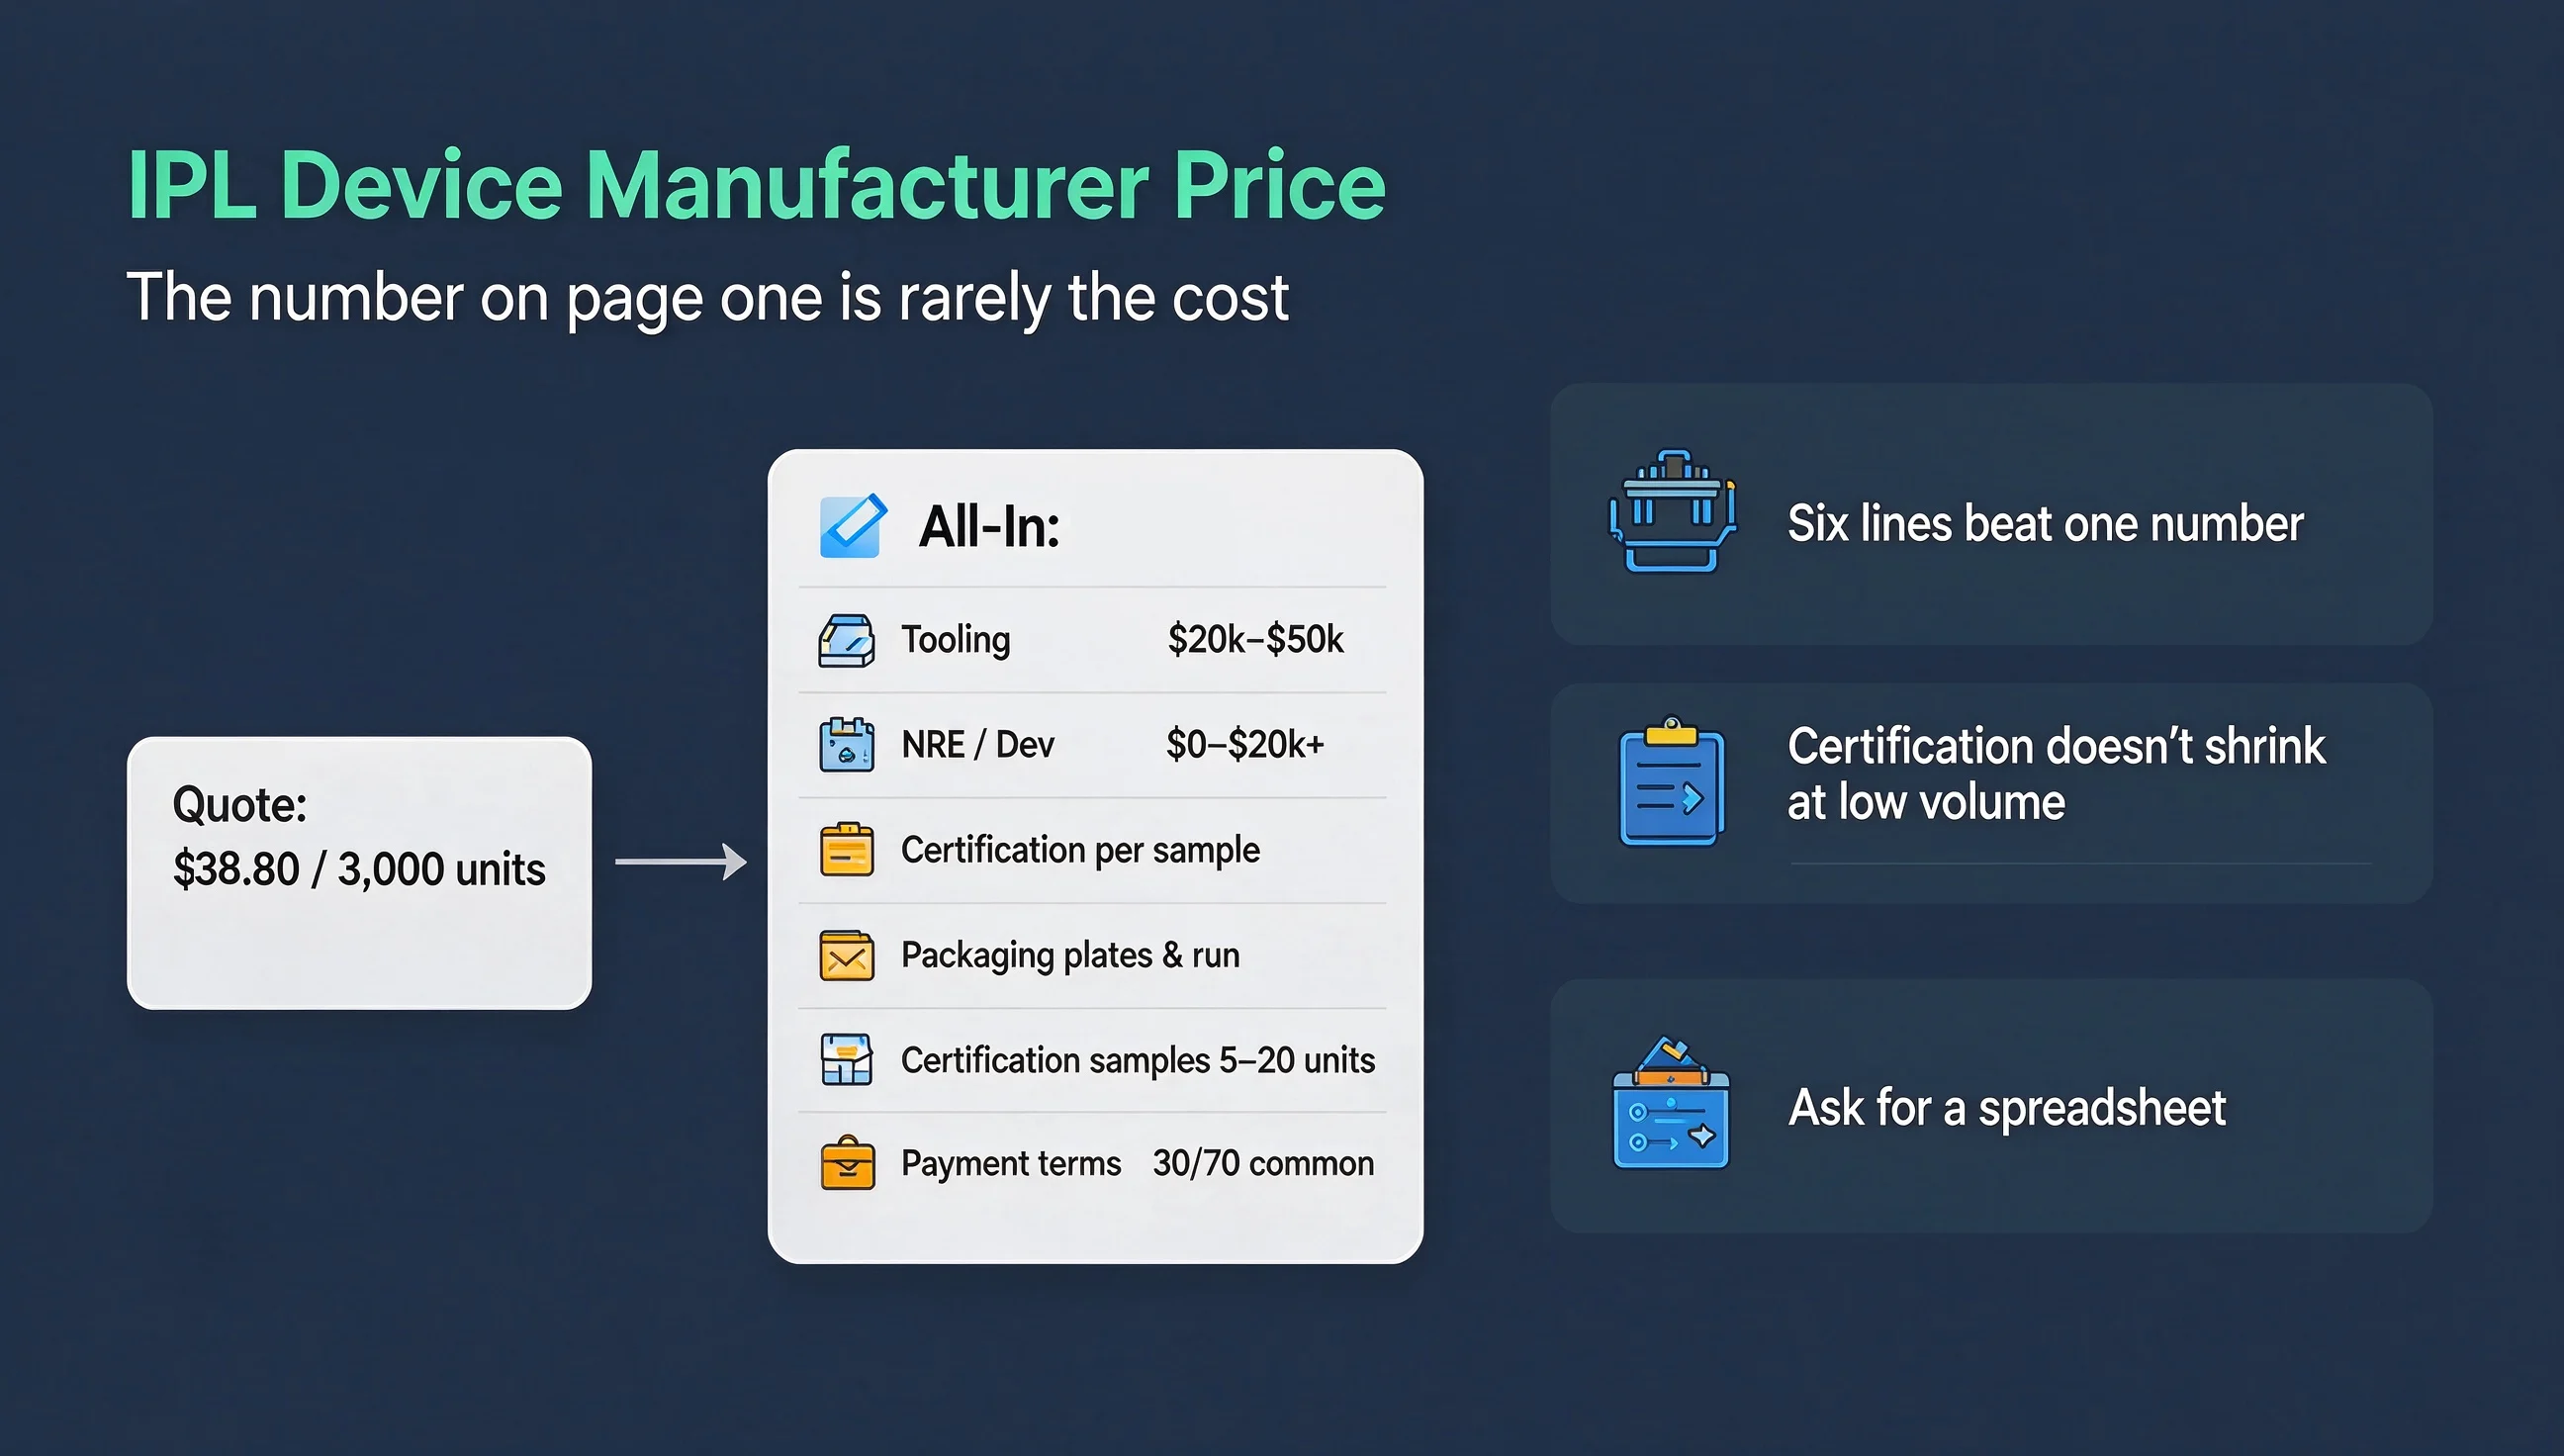 IPL Device Manufacturer Price
The number on page one is rarely the cost
Quote:
$38.80 / 3,000 units
All-In:
Tooling $20k–$50k
NRE / Dev $0–$20k+
Certification per sample
Packaging plates & run
Certification samples 5–20 units
Payment terms 30/70 common
Six lines beat one number
Certification doesn’t shrink
at low volume
Ask for a spreadsheet